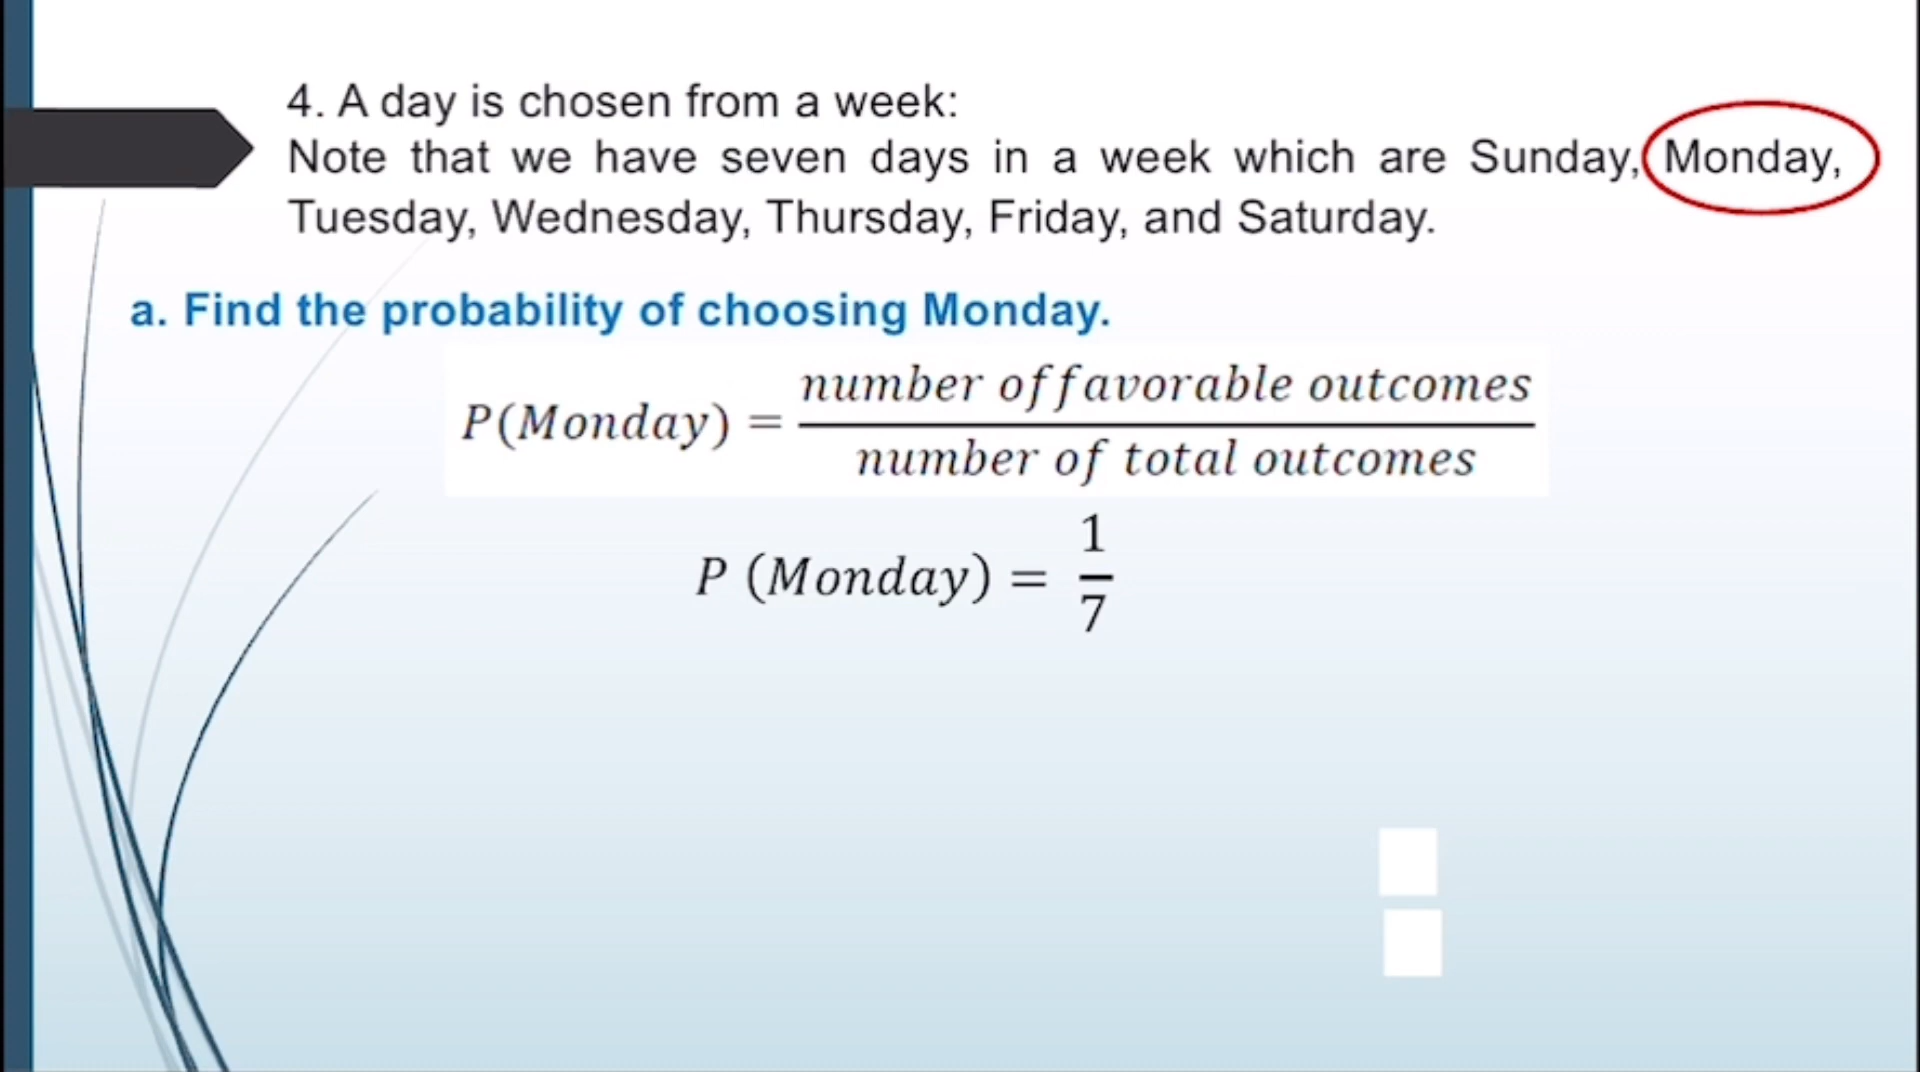 4. A day is chosen from a week:
Note that we have seven days in a week which are Sunday, Monday,
Tuesday, Wednesday, Thursday, Friday, and Saturday.
a. Find the probability of choosing Monday.
P(Monday) = number of favorable outcomes / number of total outcomes
P (Monday) = 1/7